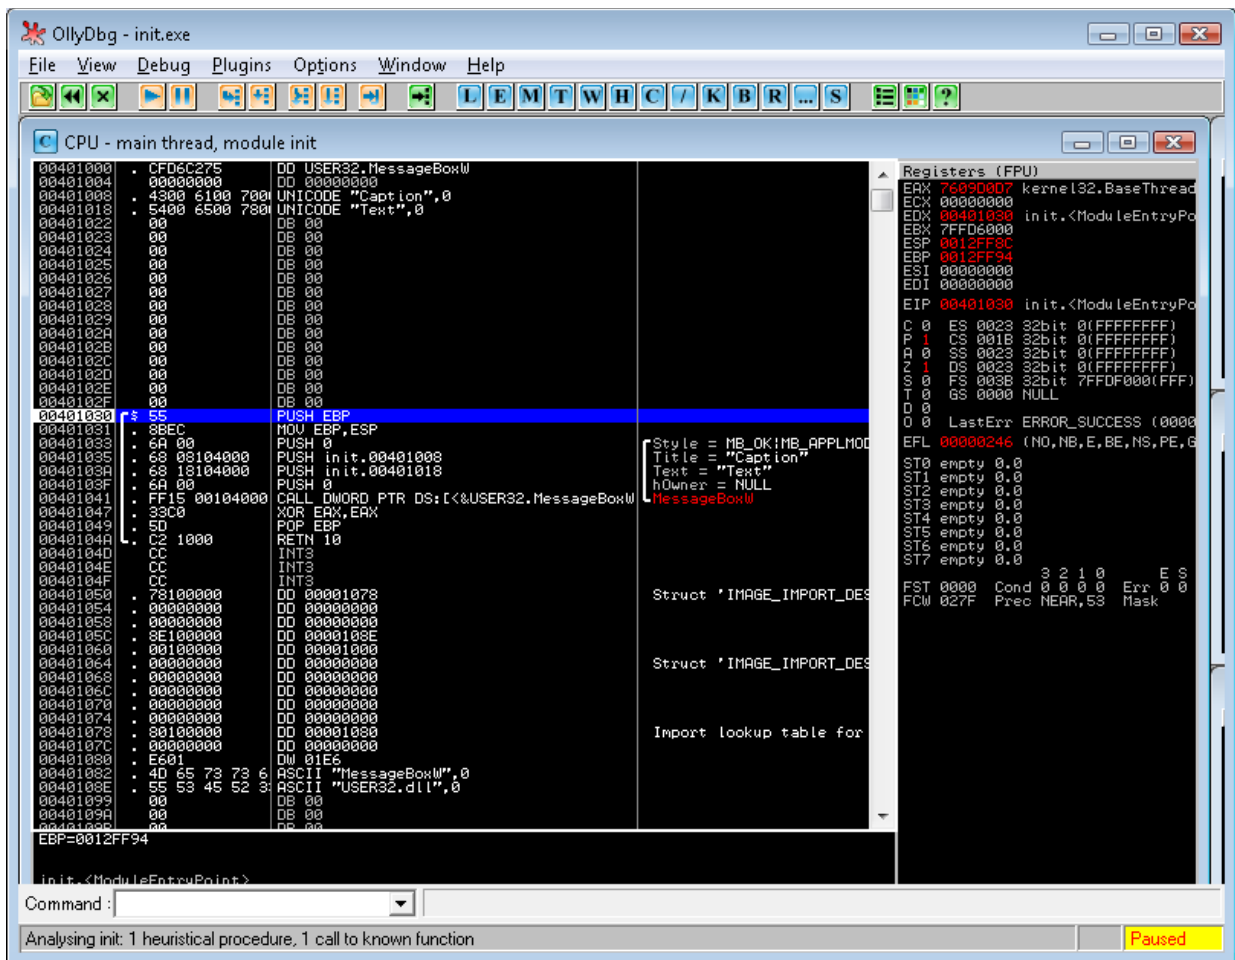 OllyDbg - init.exe
File View Debug Plugins Options Window Help
L E M T W H C / K B R ... S ?
C CPU - main thread, module init
00401000 . CFD6C275 DD USER32.MessageBoxW
00401004 . 00000000 DD 00000000
00401008 . 4300 6100 700 UNICODE "Caption",0
00401018 . 5400 6500 780 UNICODE "Text",0
00401022 00 DB 00
00401023 00 DB 00
00401024 00 DB 00
00401025 00 DB 00
00401026 00 DB 00
00401027 00 DB 00
00401028 00 DB 00
00401029 00 DB 00
0040102A 00 DB 00
0040102B 00 DB 00
0040102C 00 DB 00
0040102D 00 DB 00
0040102E 00 DB 00
0040102F 00 DB 00
00401030 $ 55 PUSH EBP
00401031 . 8BEC MOV EBP,ESP
00401033 . 6A 00 PUSH 0 Style = MB_OK|MB_APPLMOD
00401035 . 68 08104000 PUSH init.00401008 Title = "Caption"
0040103A . 68 18104000 PUSH init.00401018 Text = "Text"
0040103F . 6A 00 PUSH 0 hOwner = NULL
00401041 . FF15 00104000 CALL DWORD PTR DS:[<&USER32.MessageBoxW MessageBoxW
00401047 . 33C0 XOR EAX,EAX
00401049 . 5D POP EBP
0040104A . C2 1000 RETN 10
0040104D CC INT3
0040104E CC INT3
0040104F CC INT3
00401050 . 78100000 DD 00001078 Struct 'IMAGE_IMPORT_DES
00401054 . 00000000 DD 00000000
00401058 . 00000000 DD 00000000
0040105C . 8E100000 DD 0000108E
00401060 . 00100000 DD 00001000
00401064 . 00000000 DD 00000000 Struct 'IMAGE_IMPORT_DES
00401068 . 00000000 DD 00000000
0040106C . 00000000 DD 00000000
00401070 . 00000000 DD 00000000
00401074 . 00000000 DD 00000000
00401078 . 80100000 DD 00001080 Import lookup table for
0040107C . 00000000 DD 00000000
00401080 . E601 DW 01E6
00401082 . 4D 65 73 73 6 ASCII "MessageBoxW",0
0040108E . 55 53 45 52 3 ASCII "USER32.dll",0
00401099 00 DB 00
0040109A 00 DB 00
0040109B 00 DB 00
Registers (FPU)
EAX 7609D0D7 kernel32.BaseThread
ECX 00000000
EDX 00401030 init.<ModuleEntryPo
EBX 7FFD6000
ESP 0012FF8C
EBP 0012FF94
ESI 00000000
EDI 00000000
EIP 00401030 init.<ModuleEntryPo
C 0 ES 0023 32bit 0(FFFFFFFF)
P 1 CS 001B 32bit 0(FFFFFFFF)
A 0 SS 0023 32bit 0(FFFFFFFF)
Z 1 DS 0023 32bit 0(FFFFFFFF)
S 0 FS 003B 32bit 7FFDF000(FFF)
T 0 GS 0000 NULL
D 0
O 0 LastErr ERROR_SUCCESS (0000
EFL 00000246 (NO,NB,E,BE,NS,PE,G
ST0 empty 0.0
ST1 empty 0.0
ST2 empty 0.0
ST3 empty 0.0
ST4 empty 0.0
ST5 empty 0.0
ST6 empty 0.0
ST7 empty 0.0
3 2 1 0 E S
FST 0000 Cond 0 0 0 0 Err 0 0
FCW 027F Prec NEAR,53 Mask
EBP=0012FF94
init.<ModuleEntryPoint>
Command :
Analysing init: 1 heuristical procedure, 1 call to known function
Paused